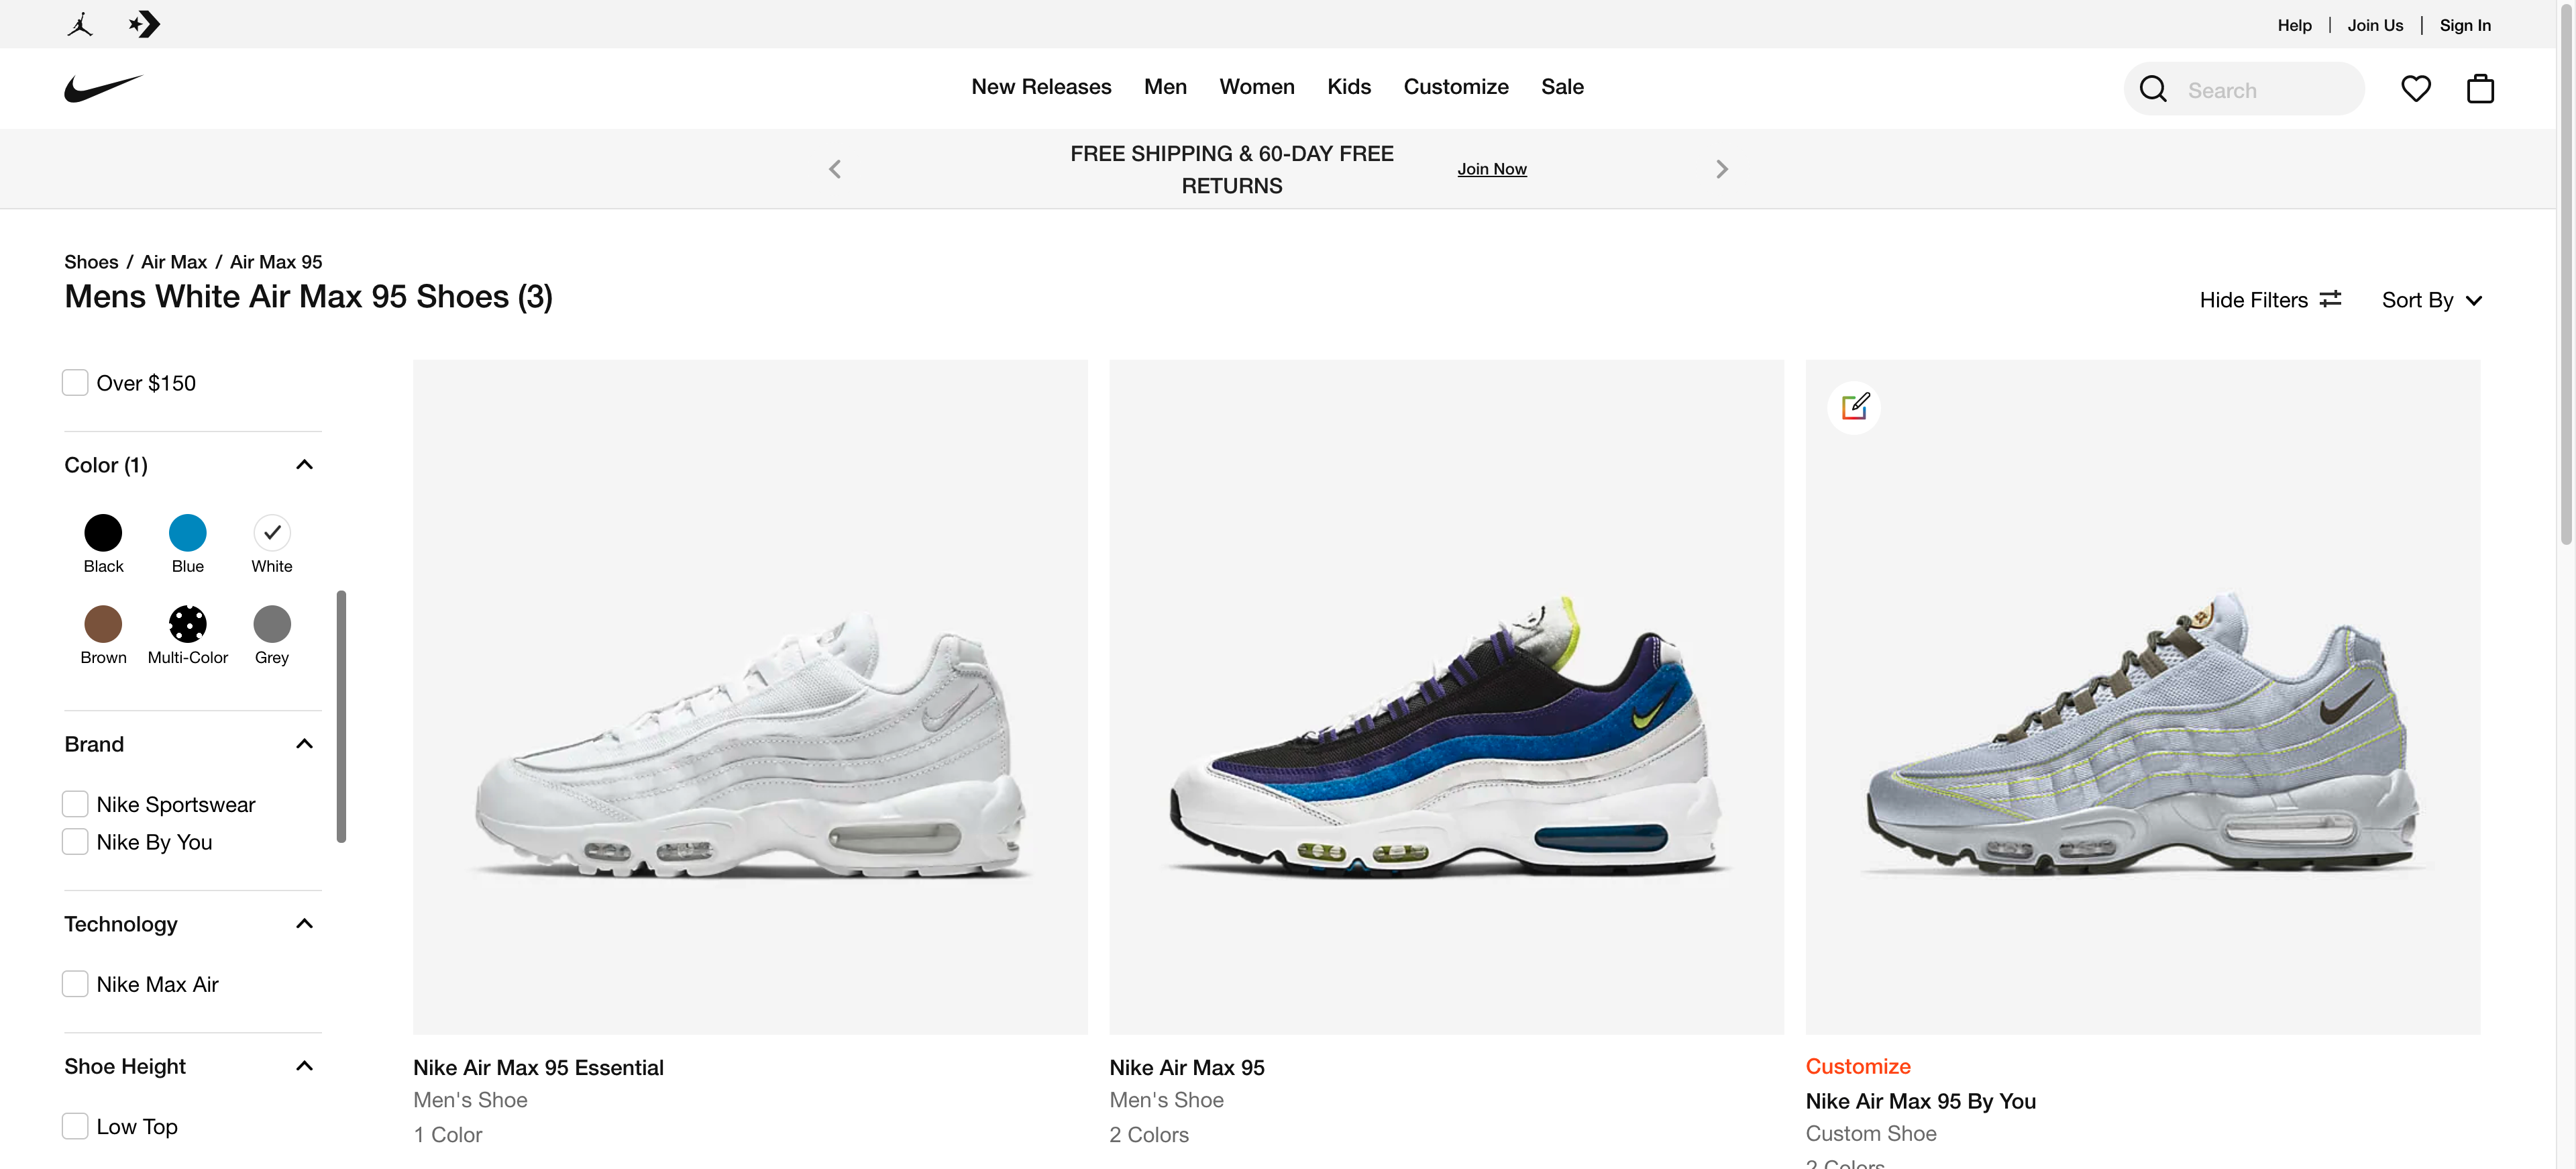 Help | Join Us | Sign In
New Releases Men Women Kids Customize Sale
Search
FREE SHIPPING & 60-DAY FREE
RETURNS
Join Now
Shoes / Air Max / Air Max 95
Mens White Air Max 95 Shoes (3)
Hide Filters
Sort By
Over $150
Color (1)
Black Blue White
Brown Multi-Color Grey
Brand
Nike Sportswear
Nike By You
Technology
Nike Max Air
Shoe Height
Low Top
Nike Air Max 95 Essential
Men's Shoe
1 Color
Nike Air Max 95
Men's Shoe
2 Colors
Customize
Nike Air Max 95 By You
Custom Shoe
2 Colors